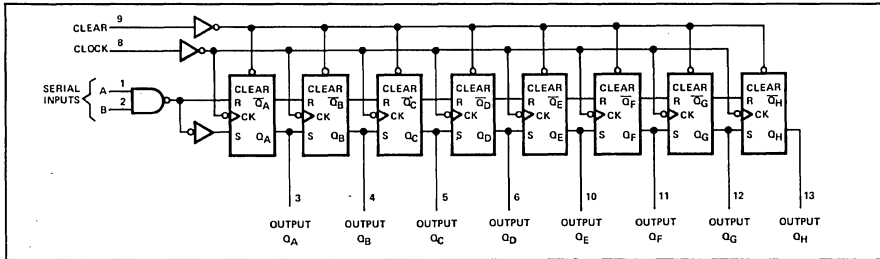 CLEAR 9
CLOCK 8
SERIAL INPUTS A 1
B 2
CLEAR CLEAR CLEAR CLEAR CLEAR CLEAR CLEAR CLEAR
R Q̅A R Q̅B R Q̅C R Q̅D R Q̅E R Q̅F R Q̅G R Q̅H
CK CK CK CK CK CK CK CK
S QA S QB S QC S QD S QE S QF S QG S QH
3 4 5 6 10 11 12 13
OUTPUT OUTPUT OUTPUT OUTPUT OUTPUT OUTPUT OUTPUT OUTPUT
QA QB QC QD QE QF QG QH